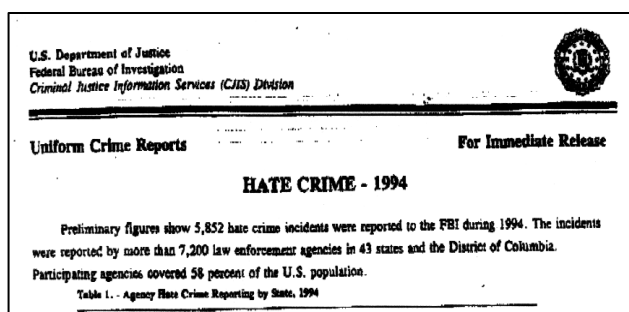 U.S. Department of Justice
Federal Bureau of Investigation
Criminal Justice Information Services (CJIS) Division
Uniform Crime Reports
For Immediate Release
HATE CRIME - 1994
Preliminary figures show 5,852 hate crime incidents were reported to the FBI during 1994. The incidents
were reported by more than 7,200 law enforcement agencies in 43 states and the District of Columbia.
Participating agencies covered 58 percent of the U.S. population.
Table 1. - Agency Hate Crime Reporting by State, 1994